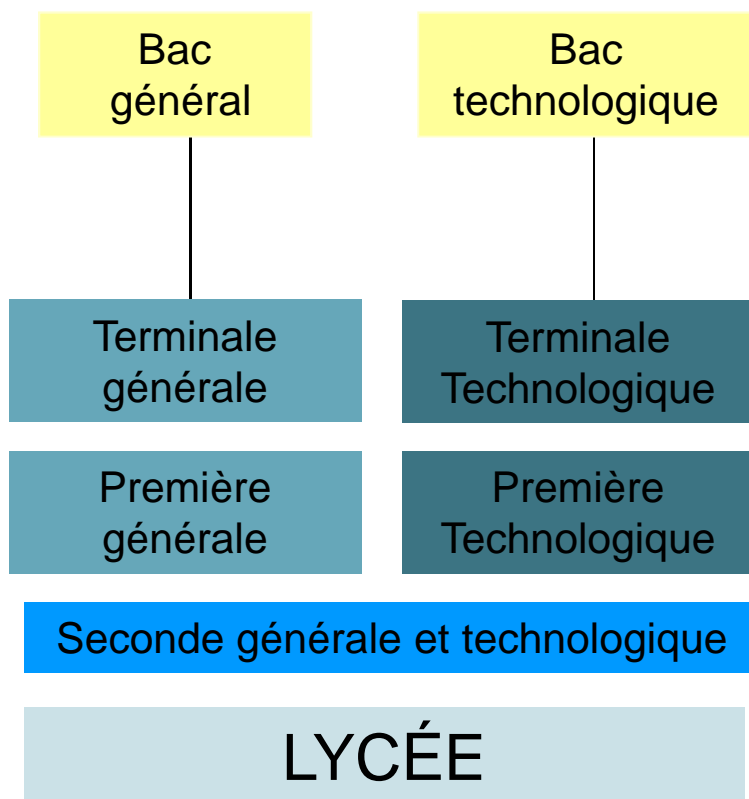 Bac
général
Bac
technologique
Terminale
générale
Terminale
Technologique
Première
générale
Première
Technologique
Seconde générale et technologique
LYCÉE